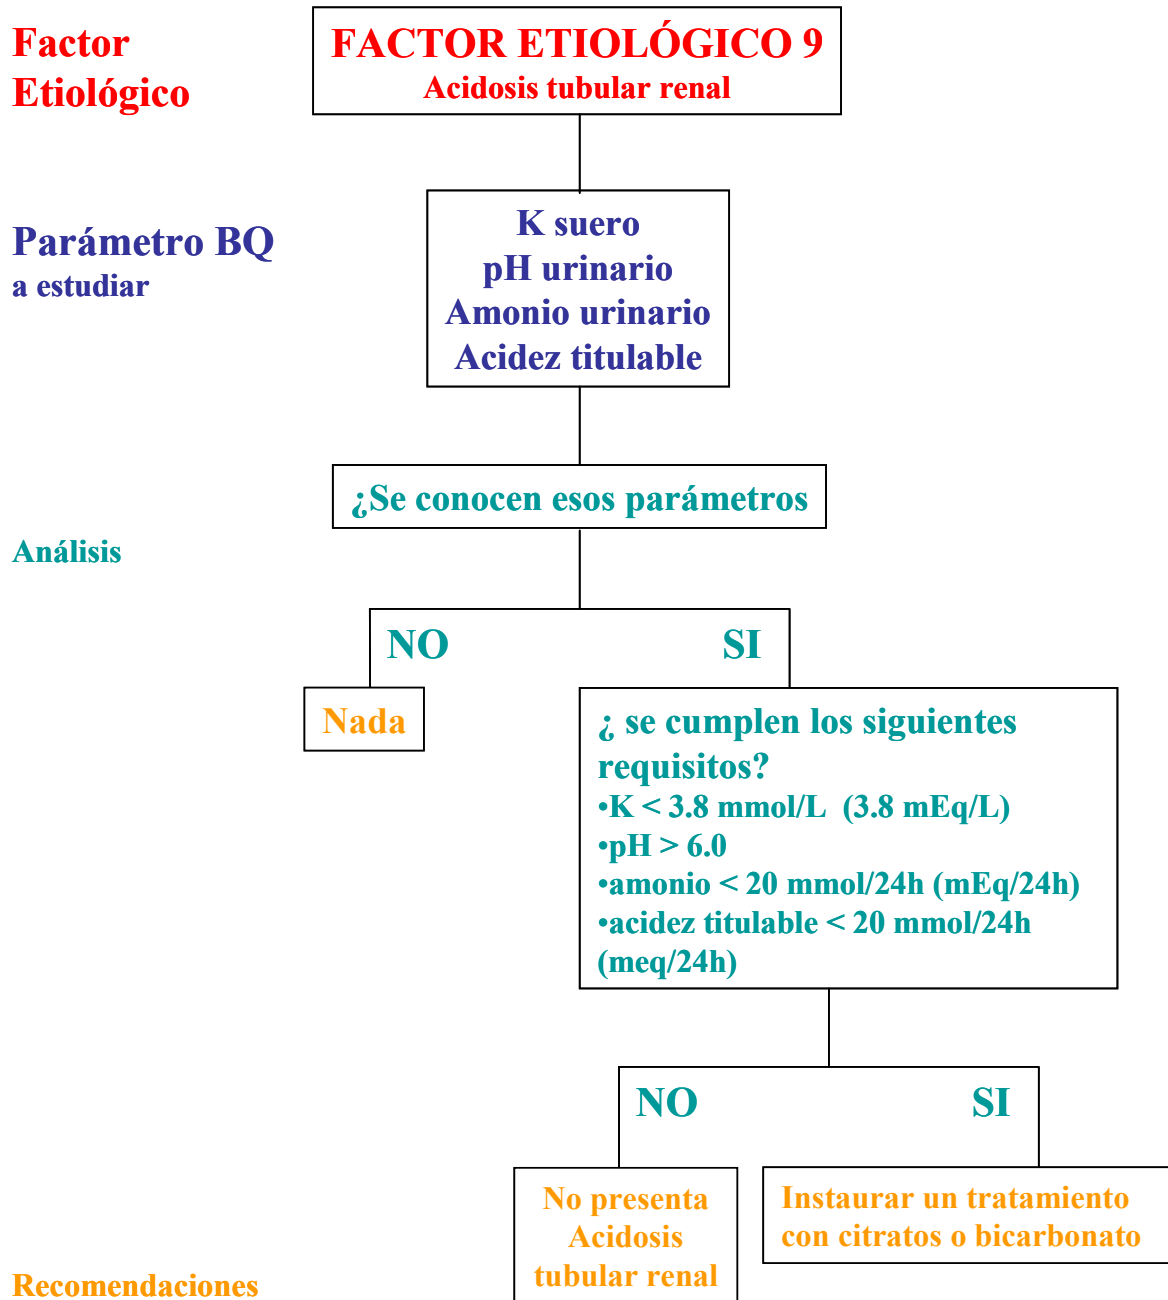 Factor
Etiológico
FACTOR ETIOLÓGICO 9
Acidosis tubular renal
Parámetro BQ
a estudiar
K suero
pH urinario
Amonio urinario
Acidez titulable
¿Se conocen esos parámetros
Análisis
NO
SI
Nada
¿ se cumplen los siguientes
requisitos?
•K < 3.8 mmol/L (3.8 mEq/L)
•pH > 6.0
•amonio < 20 mmol/24h (mEq/24h)
•acidez titulable < 20 mmol/24h
(meq/24h)
NO
SI
No presenta
Acidosis
tubular renal
Instaurar un tratamiento
con citratos o bicarbonato
Recomendaciones